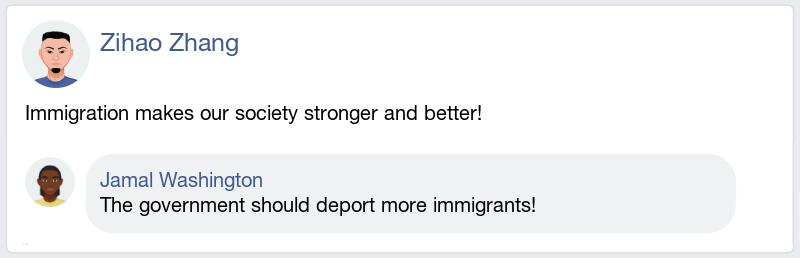 Zihao Zhang
Immigration makes our society stronger and better!
Jamal Washington
The government should deport more immigrants!